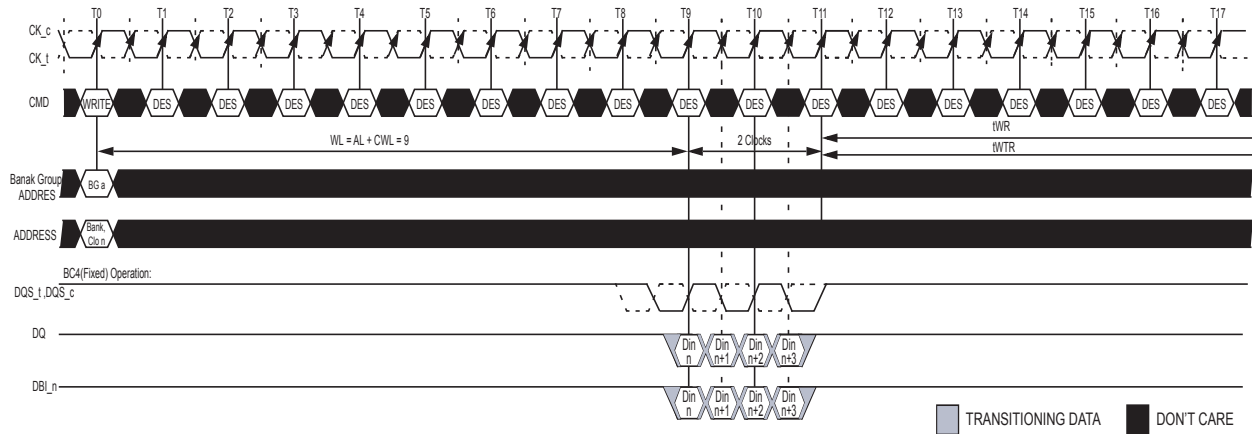 T0 T1 T2 T3 T4 T5 T6 T7 T8 T9 T10 T11 T12 T13 T14 T15 T16 T17
CK_c
CK_t
CMD WRITE DES DES DES DES DES DES DES DES DES DES DES DES DES DES DES DES DES
tWR
WL = AL + CWL = 9 2 Clocks
tWTR
Banak Group
ADDRES
BG a
ADDRESS
Bank,
Clo n
BC4(Fixed) Operation:
DQS_t ,DQS_c
DQ
Din Din Din Din
n n+1 n+2 n+3
DBI_n
Din Din Din Din
n n+1 n+2 n+3
TRANSITIONING DATA DON'T CARE